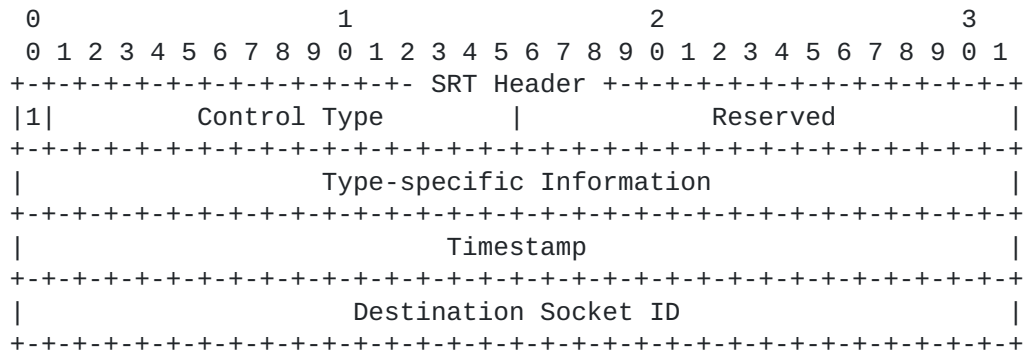 0                   1                   2                   3
 0 1 2 3 4 5 6 7 8 9 0 1 2 3 4 5 6 7 8 9 0 1 2 3 4 5 6 7 8 9 0 1
+-+-+-+-+-+-+-+-+-+-+-+-+- SRT Header +-+-+-+-+-+-+-+-+-+-+-+-+-+
|1|         Control Type        |            Reserved           |
+-+-+-+-+-+-+-+-+-+-+-+-+-+-+-+-+-+-+-+-+-+-+-+-+-+-+-+-+-+-+-+-+
|                   Type-specific Information                   |
+-+-+-+-+-+-+-+-+-+-+-+-+-+-+-+-+-+-+-+-+-+-+-+-+-+-+-+-+-+-+-+-+
|                           Timestamp                           |
+-+-+-+-+-+-+-+-+-+-+-+-+-+-+-+-+-+-+-+-+-+-+-+-+-+-+-+-+-+-+-+-+
|                     Destination Socket ID                     |
+-+-+-+-+-+-+-+-+-+-+-+-+-+-+-+-+-+-+-+-+-+-+-+-+-+-+-+-+-+-+-+-+